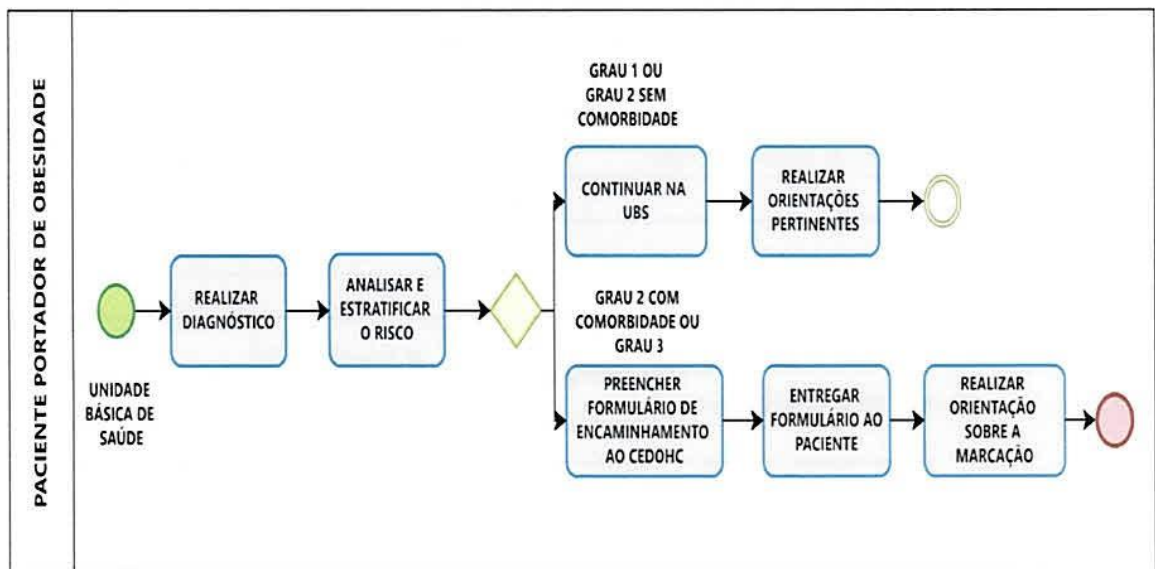 PACIENTE PORTADOR DE OBESIDADE
UNIDADE
BÁSICA DE
SAÚDE
REALIZAR
DIAGNÓSTICO
ANALISAR E
ESTRATIFICAR
O RISCO
GRAU 1 OU
GRAU 2 SEM
COMORBIDADE
CONTINUAR NA
UBS
REALIZAR
ORIENTAÇÕES
PERTINENTES
GRAU 2 COM
COMORBIDADE OU
GRAU 3
PREENCHER
FORMULÁRIO DE
ENCAMINHAMENTO
AO CEDOHC
ENTREGAR
FORMULÁRIO AO
PACIENTE
REALIZAR
ORIENTAÇÃO
SOBRE A
MARCAÇÃO